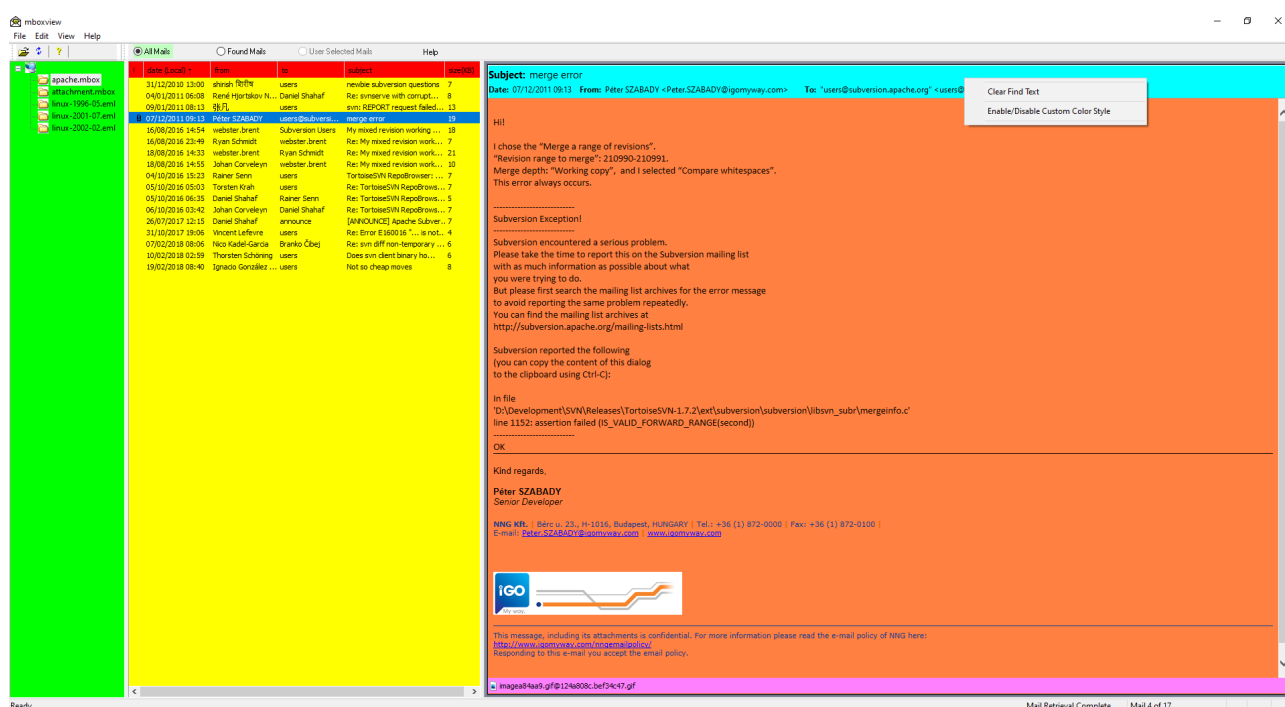 mboxview
File Edit View Help
? All Mails Found Mails User Selected Mails Help
apache.mbox
attachment.mbox
linux-1996-05.eml
linux-2001-07.eml
linux-2002-02.eml
! date (Local) ↑ from to subject size(KB)
31/12/2010 13:00 shirish शिरीष users newbie subversion questions 7
04/01/2011 06:08 René Hjortskov N... Daniel Shahaf Re: svnserve with corrupt... 8
09/01/2011 08:13 张凡, users svn: REPORT request failed... 13
07/12/2011 09:13 Péter SZABADY users@subversi... merge error 19
16/08/2016 14:54 webster.brent Subversion Users My mixed revision working ... 18
16/08/2016 23:49 Ryan Schmidt webster.brent Re: My mixed revision work... 7
18/08/2016 14:33 webster.brent Ryan Schmidt Re: My mixed revision work... 21
18/08/2016 14:55 Johan Corveleyn webster.brent Re: My mixed revision work... 10
04/10/2016 15:23 Rainer Senn users TortoiseSVN RepoBrowser: ... 7
05/10/2016 05:03 Torsten Krah users Re: TortoiseSVN RepoBrows... 7
05/10/2016 06:35 Daniel Shahaf Rainer Senn Re: TortoiseSVN RepoBrows... 5
06/10/2016 03:42 Johan Corveleyn Daniel Shahaf Re: TortoiseSVN RepoBrows... 7
26/07/2017 12:15 Daniel Shahaf announce [ANNOUNCE] Apache Subver... 7
31/10/2017 19:06 Vincent Lefevre users Re: Error E160016 "... is not... 4
07/02/2018 08:06 Nico Kadel-Garcia Branko Čibej Re: svn diff non-temporary ... 6
10/02/2018 02:59 Thorsten Schöning users Does svn client binary ho... 6
19/02/2018 08:40 Ignacio González ... users Not so cheap moves 8
Subject: merge error
Date: 07/12/2011 09:13 From: Péter SZABADY <Peter.SZABADY@igomyway.com> To: "users@subversion.apache.org" <users@
Clear Find Text
Enable/Disable Custom Color Style
Hi!
I chose the “Merge a range of revisions”.
“Revision range to merge”: 210990-210991.
Merge depth: “Working copy”, and I selected “Compare whitespaces”.
This error always occurs.
---------------------------
Subversion Exception!
---------------------------
Subversion encountered a serious problem.
Please take the time to report this on the Subversion mailing list
with as much information as possible about what
you were trying to do.
But please first search the mailing list archives for the error message
to avoid reporting the same problem repeatedly.
You can find the mailing list archives at
http://subversion.apache.org/mailing-lists.html
Subversion reported the following
(you can copy the content of this dialog
to the clipboard using Ctrl-C):
In file
'D:\Development\SVN\Releases\TortoiseSVN-1.7.2\ext\subversion\subversion\libsvn_subr\mergeinfo.c'
line 1152: assertion failed (IS_VALID_FORWARD_RANGE(second))
---------------------------
OK
Kind regards,
Péter SZABADY
Senior Developer
NNG Kft. | Bérc u. 23., H-1016, Budapest, HUNGARY | Tel.: +36 (1) 872-0000 | Fax: +36 (1) 872-0100 |
E-mail: Peter.SZABADY@igomyway.com | www.igomyway.com
iGO
My way.
This message, including its attachments is confidential. For more information please read the e-mail policy of NNG here:
http://www.igomyway.com/nngemailpolicy/
Responding to this e-mail you accept the email policy.
imagea84aa9.gif@124a808c.bef34c47.gif
Ready Mail Retrieval Complete Mail 4 of 17